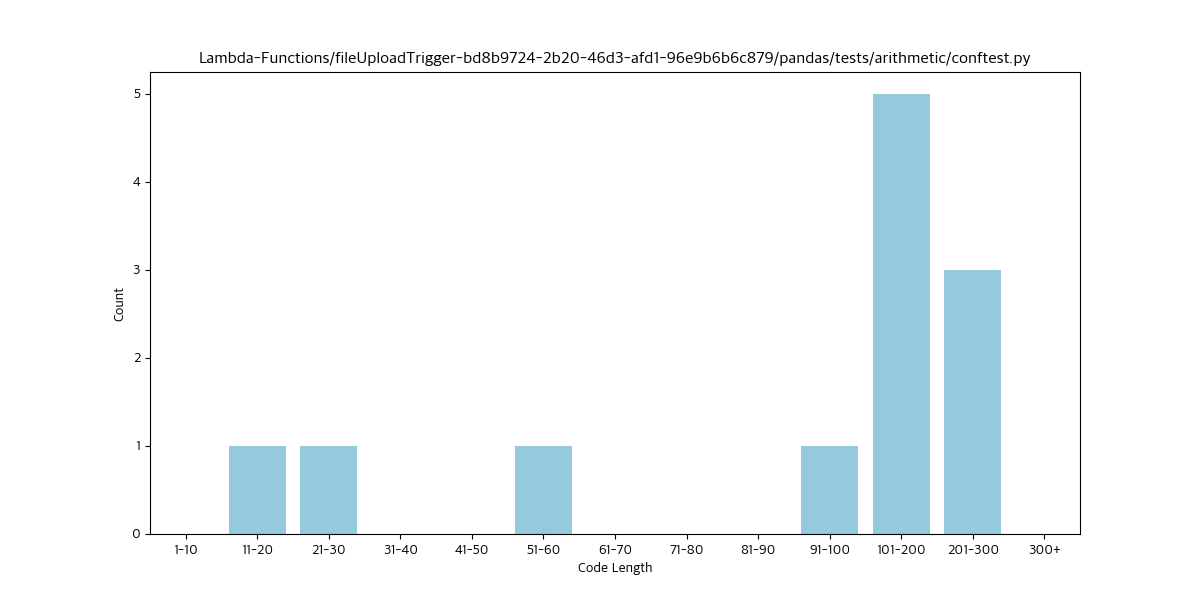 Lambda-Functions/fileUploadTrigger-bd8b9724-2b20-46d3-afd1-96e9b6b6c879/pandas/tests/arithmetic/conftest.py
5
4
3
2
1
0
Count
1-10 11-20 21-30 31-40 41-50 51-60 61-70 71-80 81-90 91-100 101-200 201-300 300+
Code Length